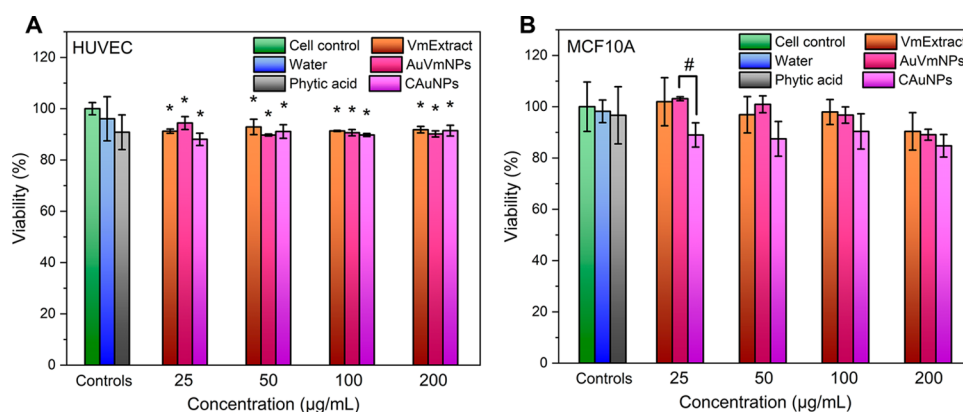 A
HUVEC
Cell control
Water
Phytic acid
VmExtract
AuVmNPs
CAuNPs
* * * * * * * * * * * *
120
100
80
60
40
20
0
Viability (%)
Controls 25 50 100 200
Concentration (µg/mL)
B
MCF10A
Cell control
Water
Phytic acid
VmExtract
AuVmNPs
CAuNPs
#
120
100
80
60
40
20
0
Viability (%)
Controls 25 50 100 200
Concentration (µg/mL)